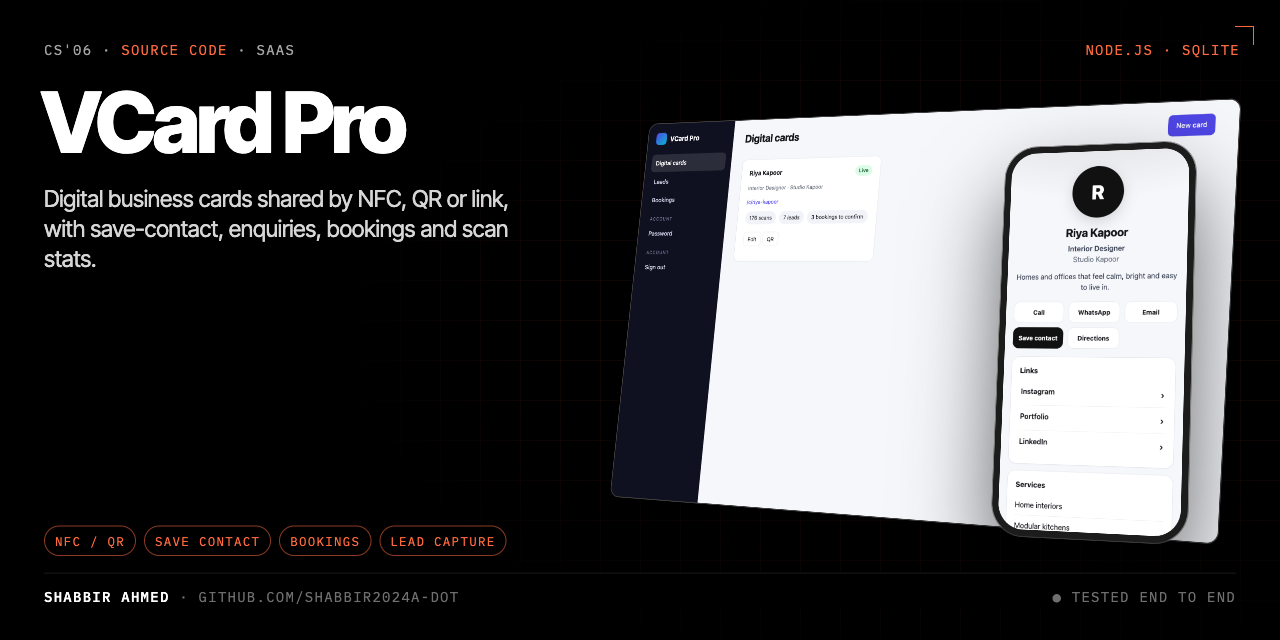 CS'06 · SOURCE CODE · SAAS
NODE.JS · SQLITE
VCard Pro
Digital business cards shared by NFC, QR or link,
with save-contact, enquiries, bookings and scan
stats.
VCard Pro
Digital cards
Leads
Bookings
ACCOUNT
Password
ACCOUNT
Sign out
Digital cards
New card
Riya Kapoor
Live
Interior Designer · Studio Kapoor
176 scans
7 leads
3 bookings to confirm
Edit
QR
R
Riya Kapoor
Interior Designer
Studio Kapoor
Homes and offices that feel calm, bright and easy
to live in.
Call
WhatsApp
Email
Save contact
Directions
Links
Instagram ›
Portfolio ›
LinkedIn ›
Services
Home interiors
Modular kitchens
NFC / QR
SAVE CONTACT
BOOKINGS
LEAD CAPTURE
SHABBIR AHMED · GITHUB.COM/SHABBIR2024A-DOT
● TESTED END TO END